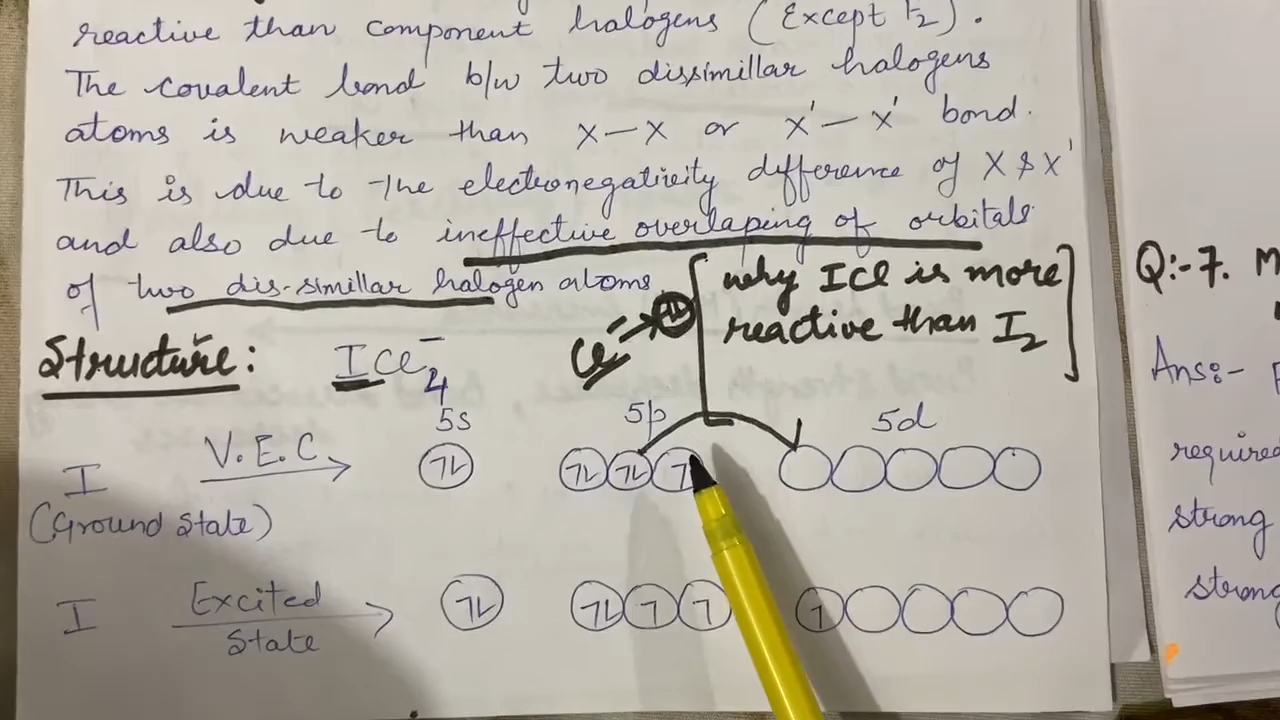 reactive than component halogens (Except F₂).
The covalent bond b/w two dissimillar halogens
atoms is weaker than X—X or X'—X' bond.
This is due to the electronegativity difference of X & X'
and also due to ineffective overlaping of orbitals
of two dis-similar halogen atoms.
[why ICl is more
reactive than I₂]
Cl
Structure: ICl₄⁻
5s 5p 5d
I V.E.C. ⇂↿ ⇂↿ ⇂↿ ↿
(Ground State)
I Excited State ⇂↿ ⇂↿ ↿ ↿ ↿
Q:-7. M
Ans:-
require
strong
strong